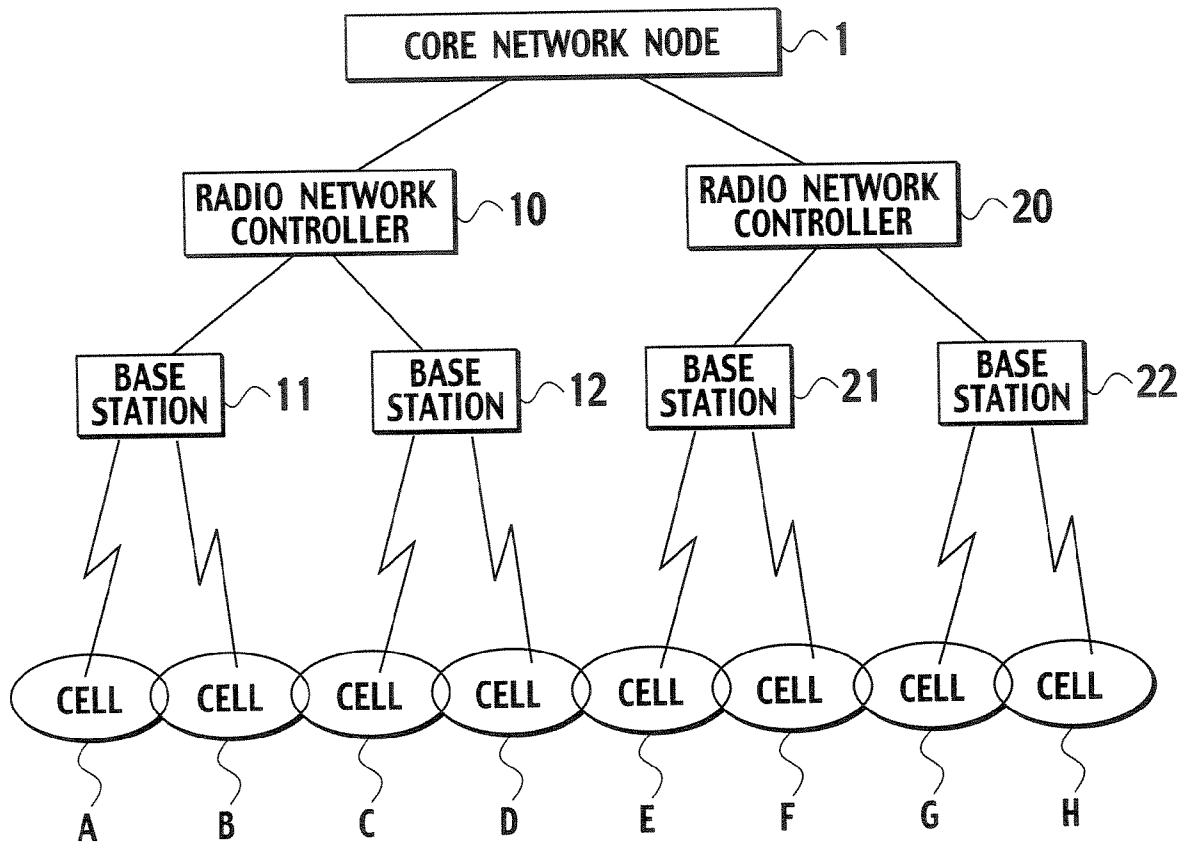 CORE NETWORK NODE 1
RADIO NETWORK
CONTROLLER
10
RADIO NETWORK
CONTROLLER
20
BASE
STATION
11
BASE
STATION
12
BASE
STATION
21
BASE
STATION
22
CELL CELL CELL CELL CELL CELL CELL CELL
A B C D E F G H